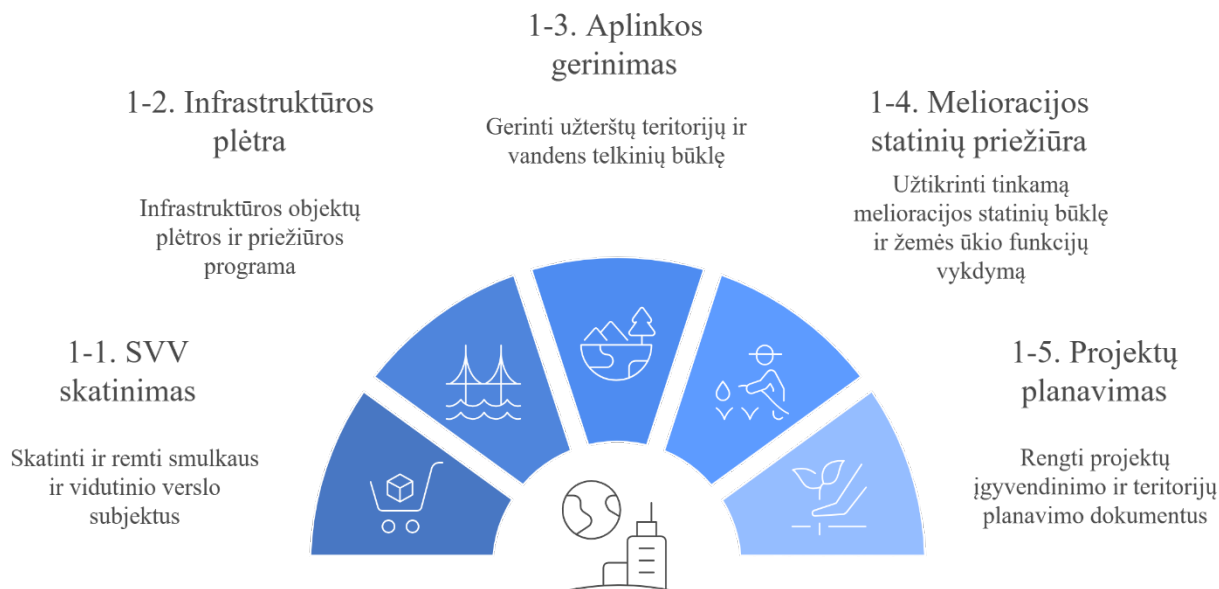 1-1. SVV
skatinimas
Skatinti ir remti smulkaus
ir vidutinio verslo
subjektus
1-2. Infrastruktūros
plėtra
Infrastruktūros objektų
plėtros ir priežiūros
programa
1-3. Aplinkos
gerinimas
Gerinti užterštų teritorijų ir
vandens telkinių būklę
1-4. Melioracijos
statinių priežiūra
Užtikrinti tinkamą
melioracijos statinių būklę
ir žemės ūkio funkcijų
vykdymą
1-5. Projektų
planavimas
Rengti projektų
įgyvendinimo ir teritorijų
planavimo dokumentus